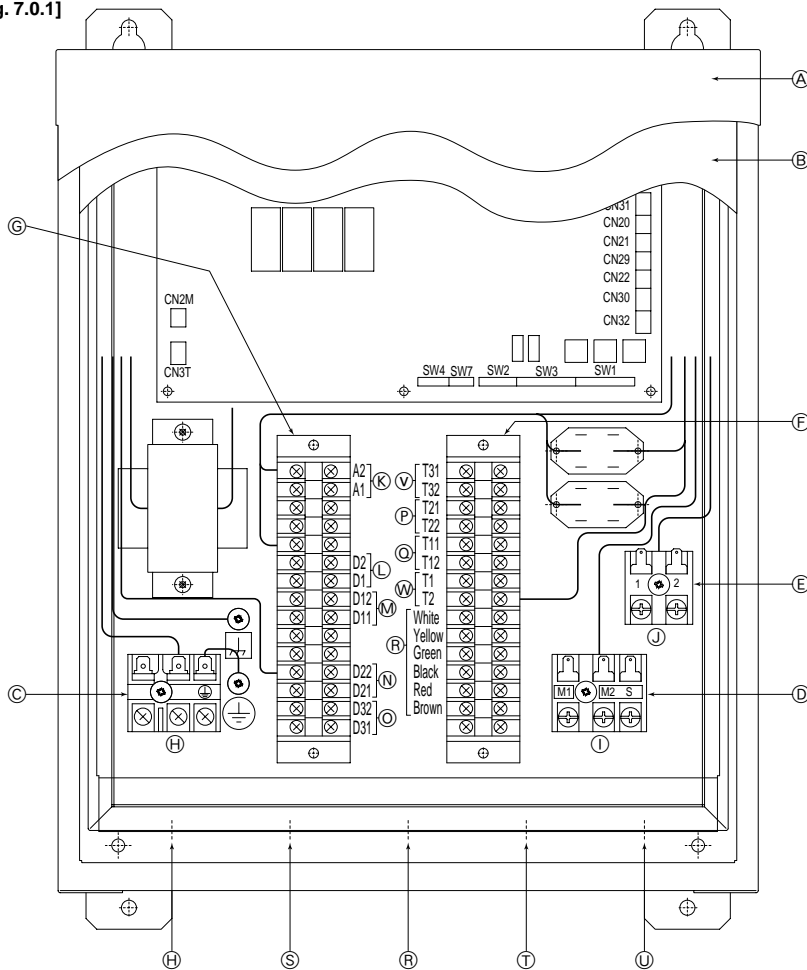 g. 7.0.1]
A
B
CN31
CN20
CN21
CN29
CN22
CN30
CN32
G
CN2M
CN3T
SW4 SW7 SW2 SW3 SW1
F
A2 K V T31
A1 T32
P T21
T22
Q T11
D2 L T12
D1 W T1
D12 M T2
D11 White
Yellow
R Green
D22 N Black
D21 Red
D32 O Brown
D31
1 2
E
J
C
H
M1 M2 S
D
I
H S R T U